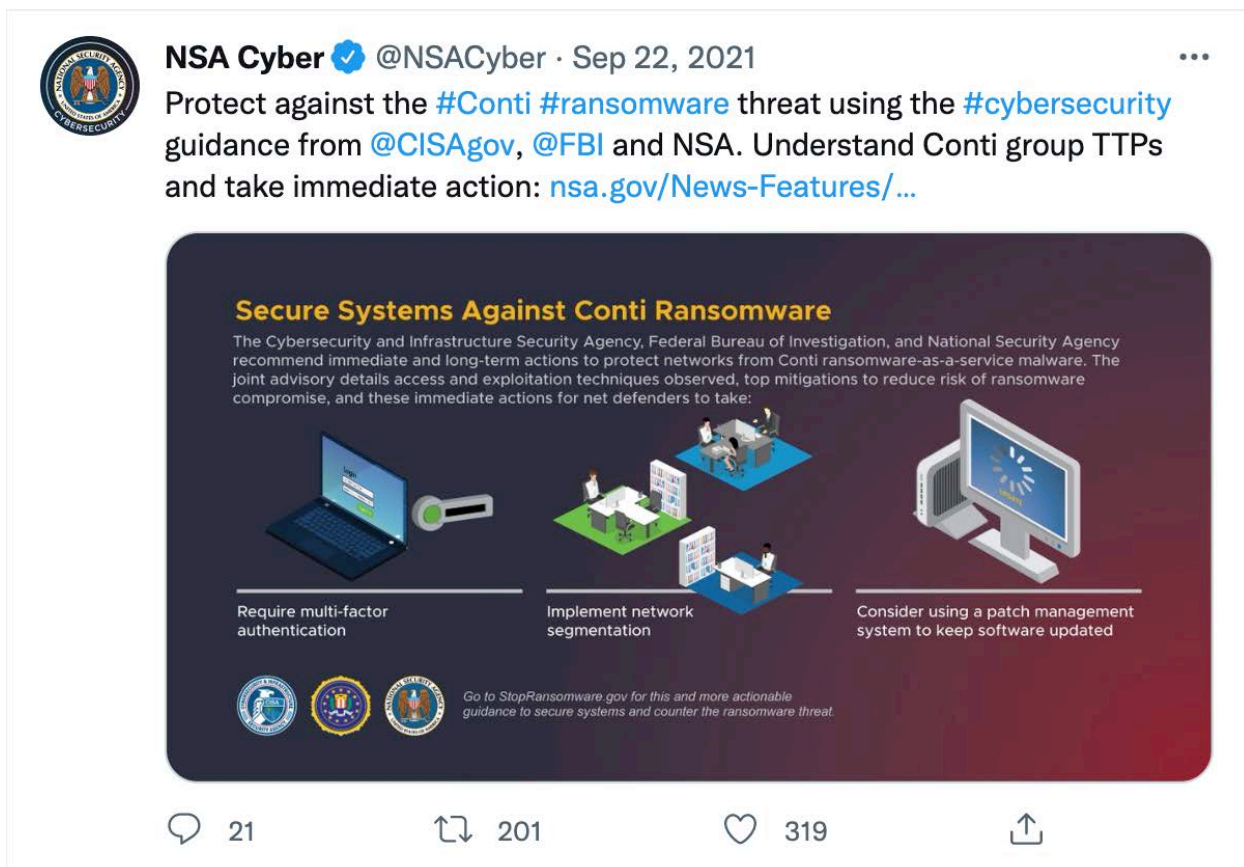 NSA Cyber @NSACyber · Sep 22, 2021
Protect against the #Conti #ransomware threat using the #cybersecurity
guidance from @CISAgov, @FBI and NSA. Understand Conti group TTPs
and take immediate action: nsa.gov/News-Features/...
Secure Systems Against Conti Ransomware
The Cybersecurity and Infrastructure Security Agency, Federal Bureau of Investigation, and National Security Agency
recommend immediate and long-term actions to protect networks from Conti ransomware-as-a-service malware. The
joint advisory details access and exploitation techniques observed, top mitigations to reduce risk of ransomware
compromise, and these immediate actions for net defenders to take:
login
UPDATE
Require multi-factor
authentication
Implement network
segmentation
Consider using a patch management
system to keep software updated
Go to StopRansomware.gov for this and more actionable
guidance to secure systems and counter the ransomware threat.
21 201 319